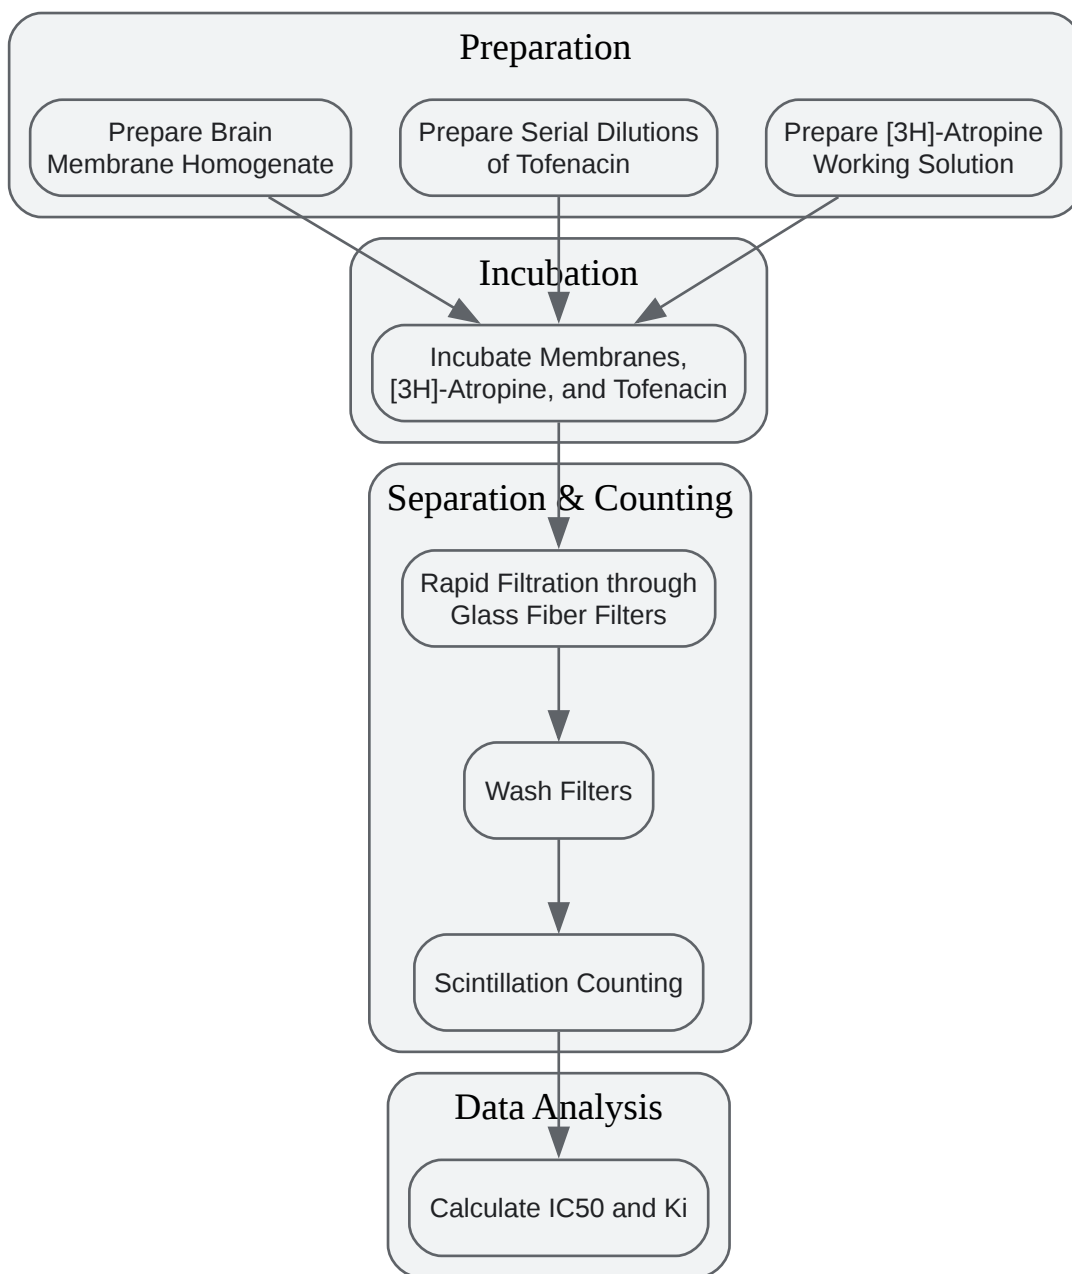 Preparation
Prepare Brain
Membrane Homogenate
Prepare Serial Dilutions
of Tofenacin
Prepare [3H]-Atropine
Working Solution
Incubation
Incubate Membranes,
[3H]-Atropine, and Tofenacin
Separation & Counting
Rapid Filtration through
Glass Fiber Filters
Wash Filters
Scintillation Counting
Data Analysis
Calculate IC50 and Ki